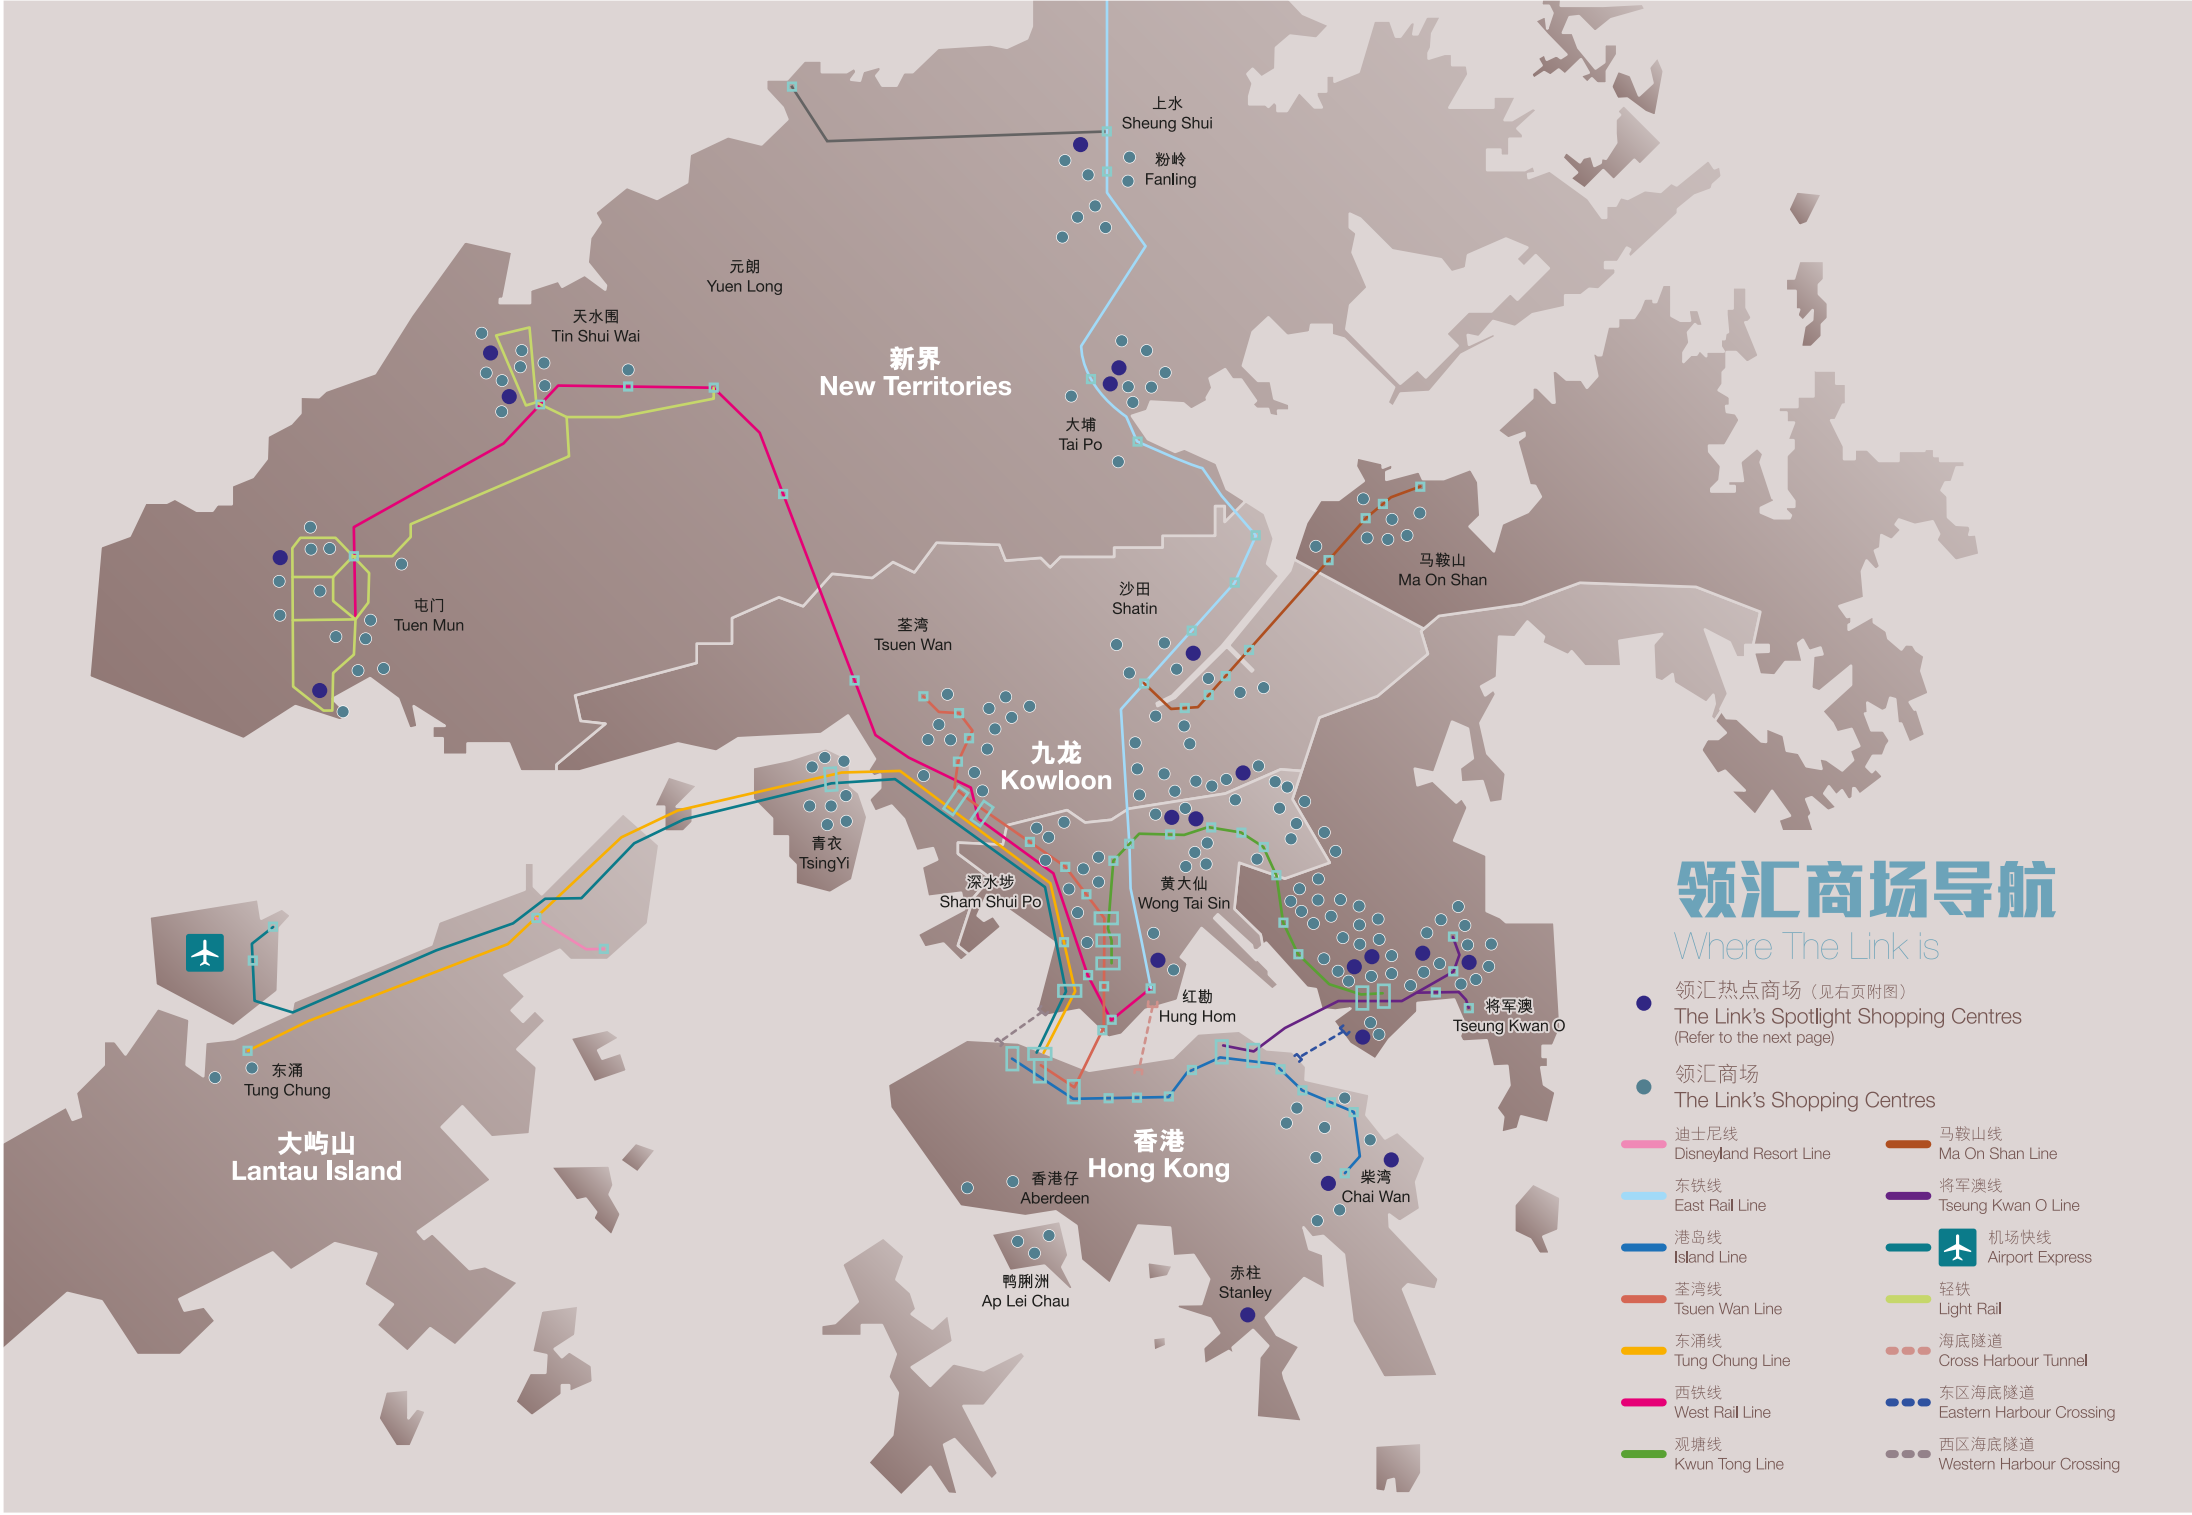 上水
Sheung Shui
粉岭
Fanling
元朗
Yuen Long
天水围
Tin Shui Wai
新界
New Territories
大埔
Tai Po
马鞍山
Ma On Shan
屯门
Tuen Mun
沙田
Shatin
荃湾
Tsuen Wan
九龙
Kowloon
青衣
TsingYi
深水埗
Sham Shui Po
黄大仙
Wong Tai Sin
红勘
Hung Hom
将军澳
Tseung Kwan O
东涌
Tung Chung
大屿山
Lantau Island
香港
Hong Kong
香港仔
Aberdeen
柴湾
Chai Wan
鸭脷洲
Ap Lei Chau
赤柱
Stanley
领汇商场导航
Where The Link is
领汇热点商场（见右页附图）
The Link's Spotlight Shopping Centres
(Refer to the next page)
领汇商场
The Link's Shopping Centres
迪士尼线
Disneyland Resort Line
东铁线
East Rail Line
港岛线
Island Line
荃湾线
Tsuen Wan Line
东涌线
Tung Chung Line
西铁线
West Rail Line
观塘线
Kwun Tong Line
马鞍山线
Ma On Shan Line
将军澳线
Tseung Kwan O Line
机场快线
Airport Express
轻铁
Light Rail
海底隧道
Cross Harbour Tunnel
东区海底隧道
Eastern Harbour Crossing
西区海底隧道
Western Harbour Crossing